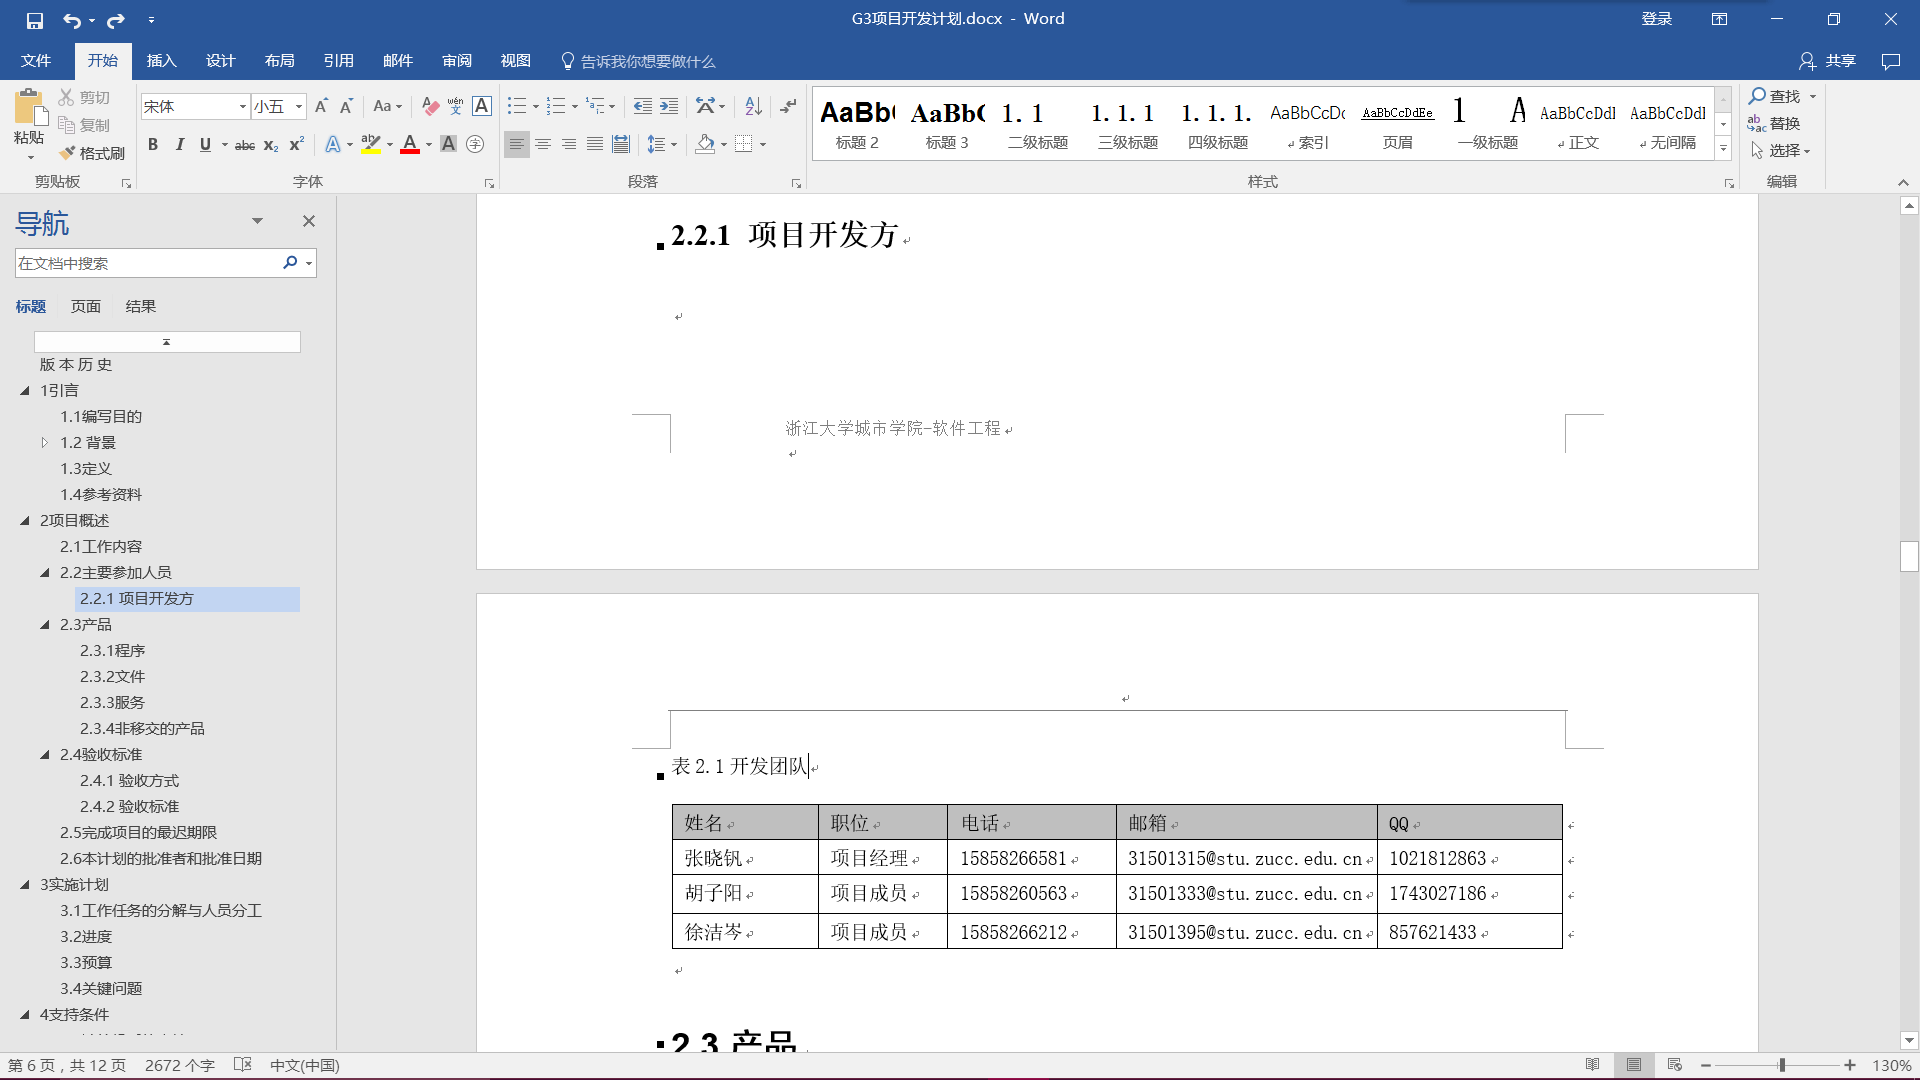 G3项目开发计划.docx - Word
登录
文件 开始 插入 设计 布局 引用 邮件 审阅 视图 告诉我你想要做什么 共享
粘贴 剪切 复制 格式刷
剪贴板
宋体 小五
字体
段落
AaBb( AaBbC 1. 1 1. 1. 1 1. 1. 1. AaBbCcDc AaBbCcDdEe 1 A AaBbCcDdI AaBbCcDdI
标题 2 标题 3 二级标题 三级标题 四级标题 索引 页眉 一级标题 正文 无间隔
样式
查找
替换
选择
编辑
导航
在文档中搜索
标题 页面 结果
版 本 历 史
1引言
1.1编写目的
1.2 背景
1.3定义
1.4参考资料
2项目概述
2.1工作内容
2.2主要参加人员
2.2.1 项目开发方
2.3产品
2.3.1程序
2.3.2文件
2.3.3服务
2.3.4非移交的产品
2.4验收标准
2.4.1 验收方式
2.4.2 验收标准
2.5完成项目的最迟期限
2.6本计划的批准者和批准日期
3实施计划
3.1工作任务的分解与人员分工
3.2进度
3.3预算
3.4关键问题
4支持条件
2.2.1 项目开发方
浙江大学城市学院-软件工程
表 2.1 开发团队
姓名 职位 电话 邮箱 QQ
张晓钒 项目经理 15858266581 31501315@stu.zucc.edu.cn 1021812863
胡子阳 项目成员 15858260563 31501333@stu.zucc.edu.cn 1743027186
徐洁岑 项目成员 15858266212 31501395@stu.zucc.edu.cn 857621433
2.3 产品
第 6 页，共 12 页 2672 个字 中文(中国) 130%